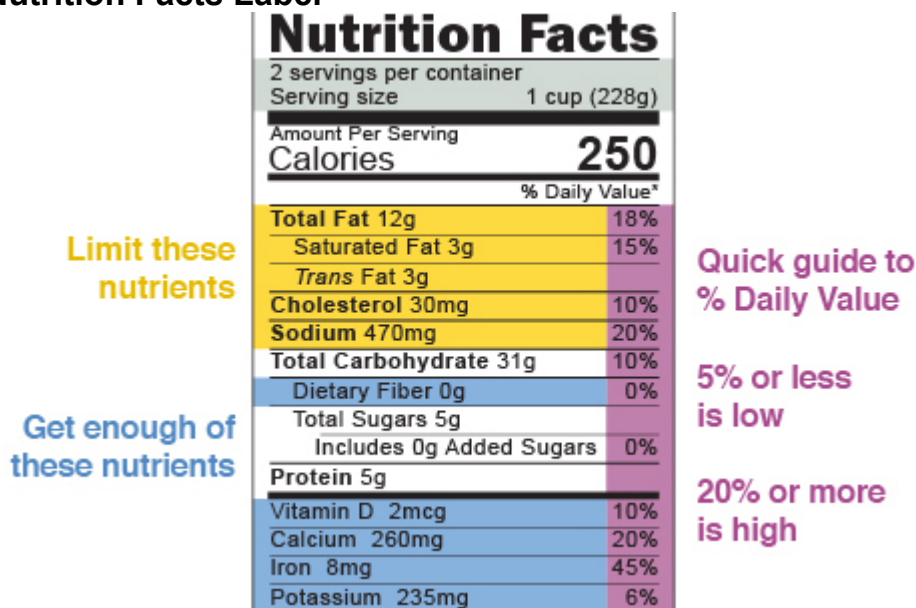 Nutrition Facts Label
Nutrition Facts
2 servings per container
Serving size 1 cup (228g)
Amount Per Serving
Calories 250
% Daily Value*
Total Fat 12g 18%
Saturated Fat 3g 15%
Trans Fat 3g
Cholesterol 30mg 10%
Sodium 470mg 20%
Total Carbohydrate 31g 10%
Dietary Fiber 0g 0%
Total Sugars 5g
Includes 0g Added Sugars 0%
Protein 5g
Vitamin D 2mcg 10%
Calcium 260mg 20%
Iron 8mg 45%
Potassium 235mg 6%
Limit these
nutrients
Get enough of
these nutrients
Quick guide to
% Daily Value
5% or less
is low
20% or more
is high